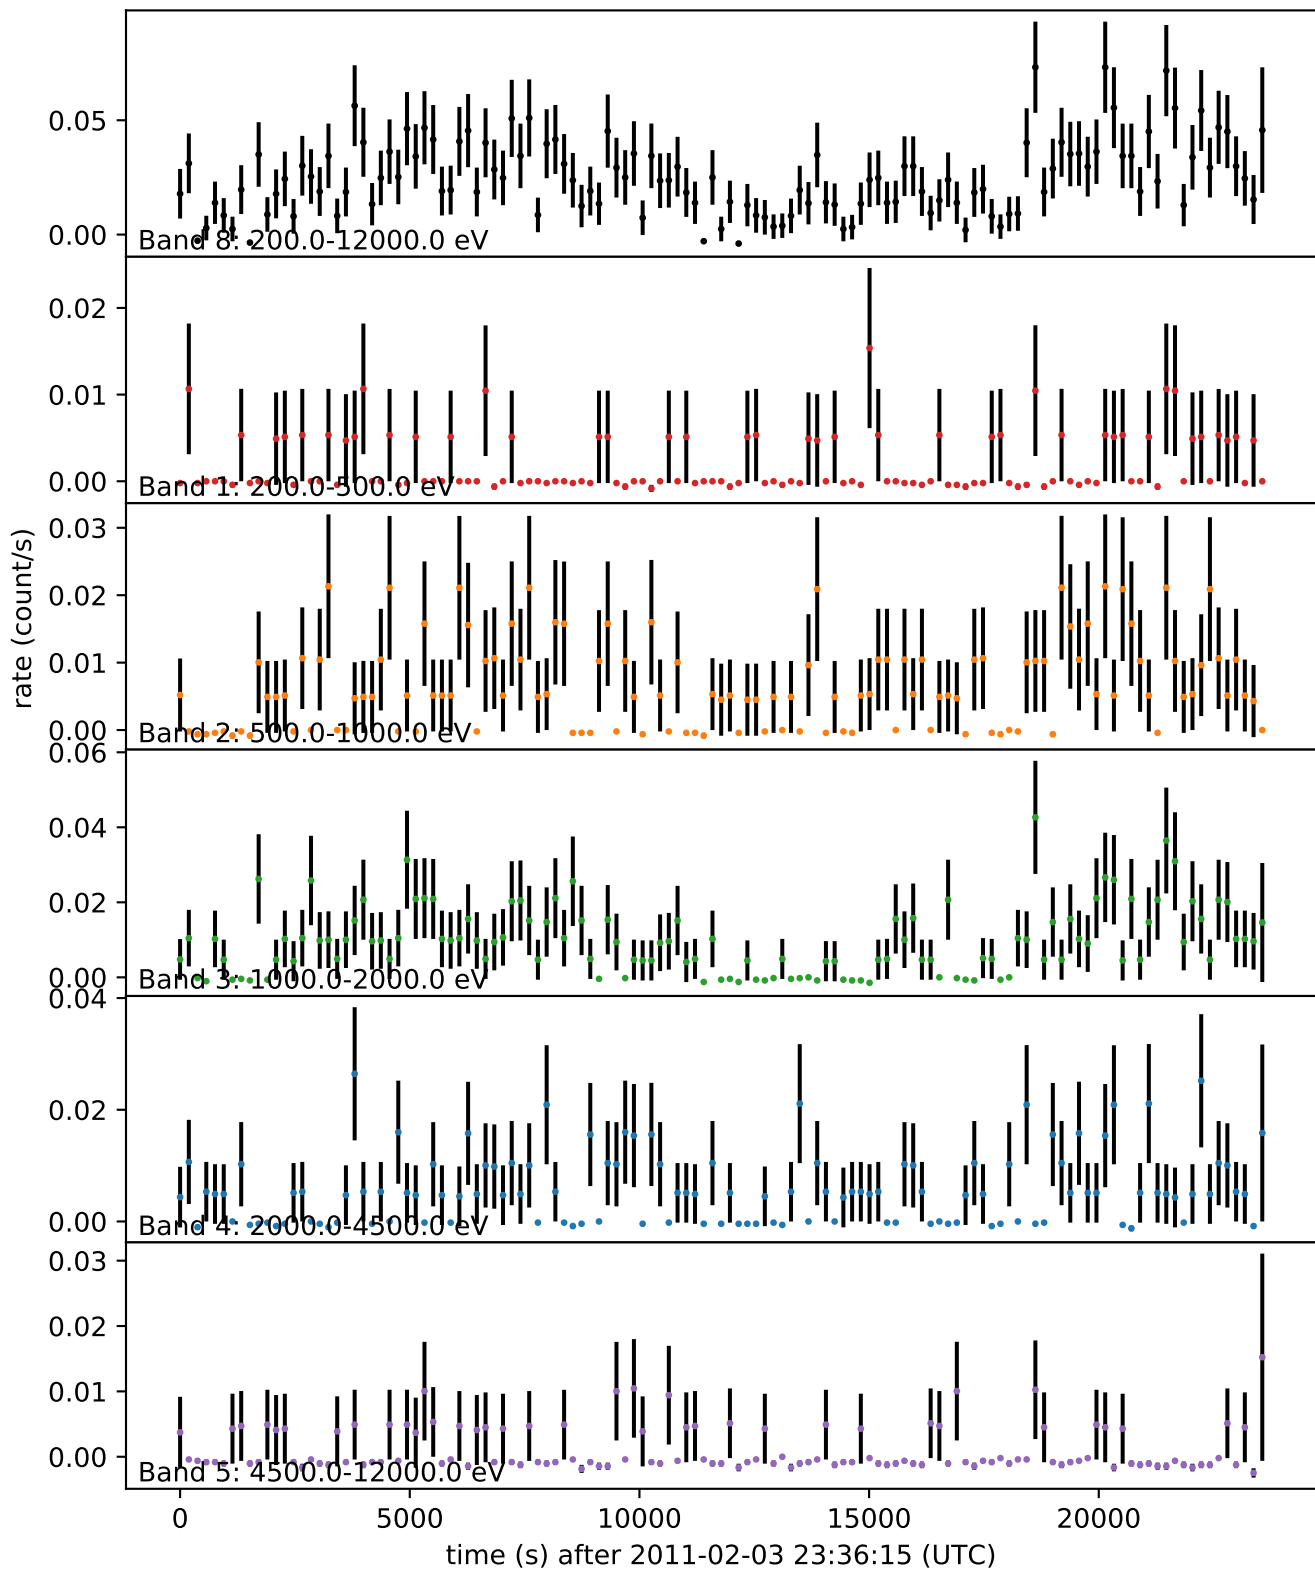 0.05
0.00
Band 8: 200.0-12000.0 eV
0.02
0.01
0.00
Band 1: 200.0-500.0 eV
rate (count/s)
0.03
0.02
0.01
0.00
Band 2: 500.0-1000.0 eV
0.06
0.04
0.02
0.00
Band 3: 1000.0-2000.0 eV
0.04
0.02
0.00
Band 4: 2000.0-4500.0 eV
0.03
0.02
0.01
0.00
Band 5: 4500.0-12000.0 eV
0 5000 10000 15000 20000
time (s) after 2011-02-03 23:36:15 (UTC)